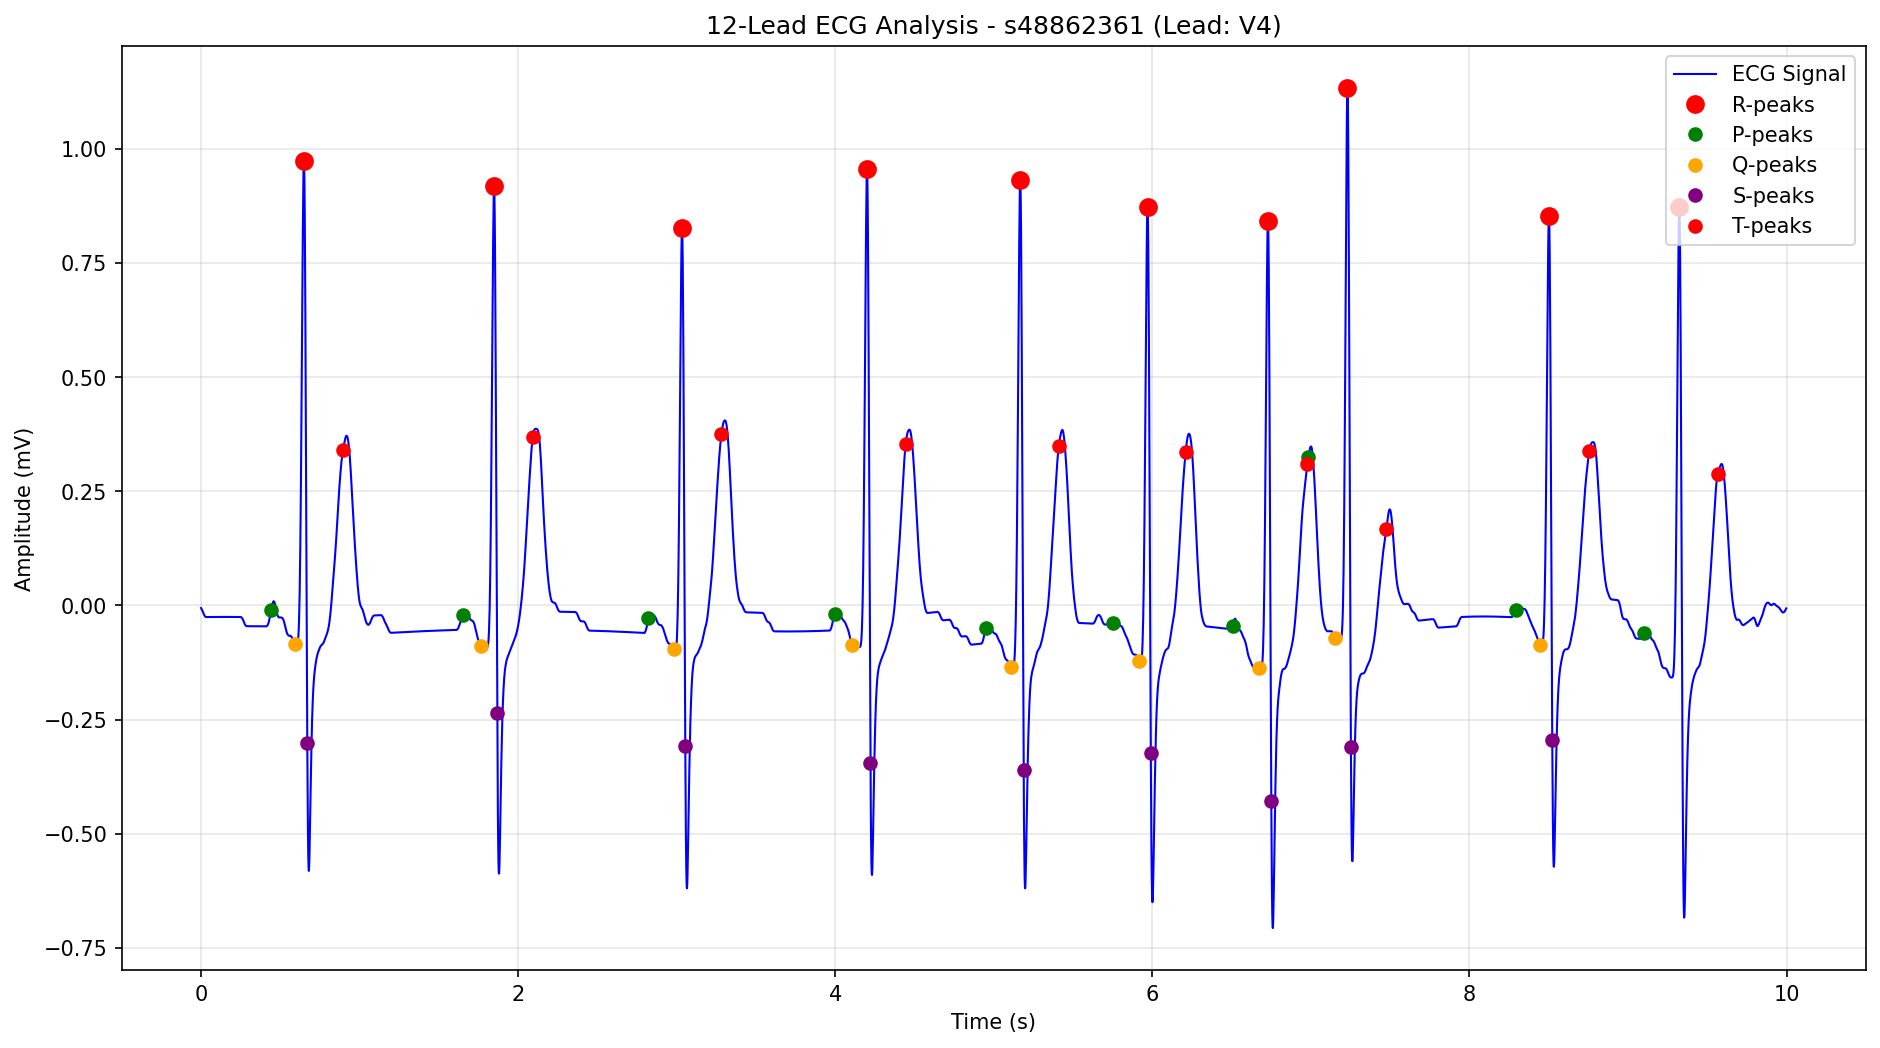 12-Lead ECG Analysis - s48862361 (Lead: V4)
ECG Signal
R-peaks
P-peaks
Q-peaks
S-peaks
T-peaks
Amplitude (mV)
1.00
0.75
0.50
0.25
0.00
−0.25
−0.50
−0.75
0 2 4 6 8 10
Time (s)